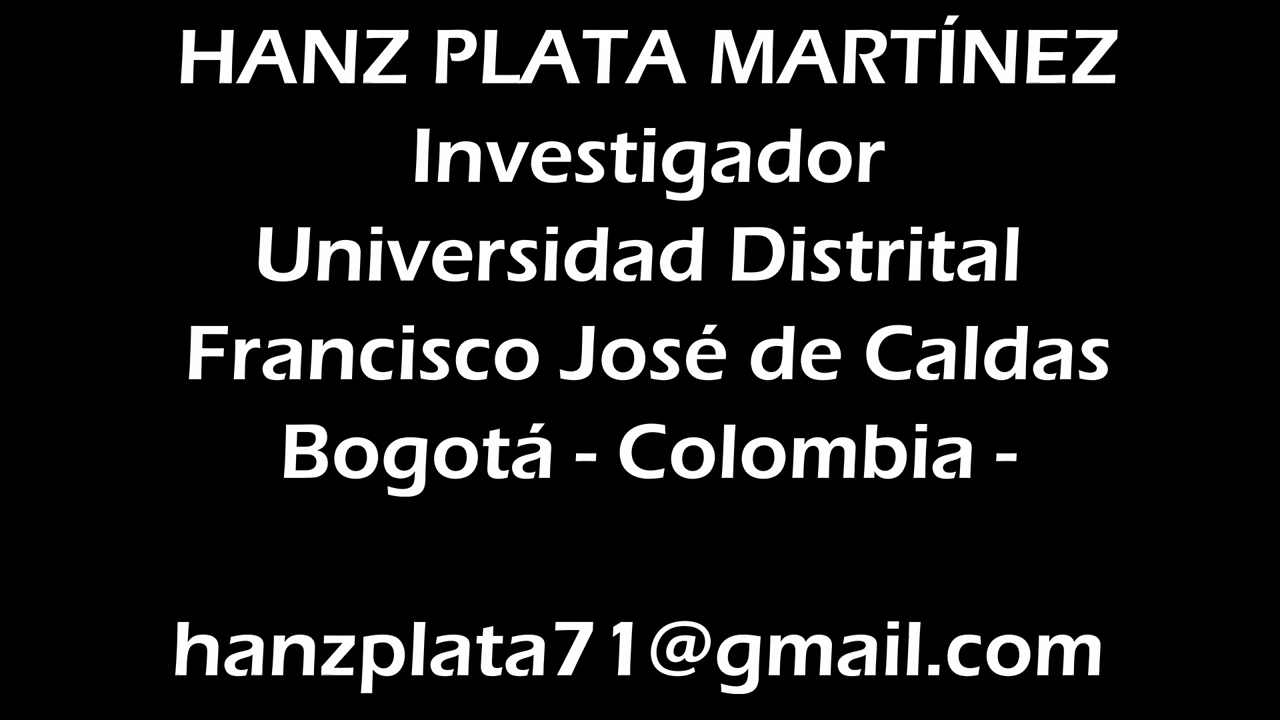 HANZ PLATA MARTÍNEZ
Investigador
Universidad Distrital
Francisco José de Caldas
Bogotá - Colombia -
hanzplata71@gmail.com